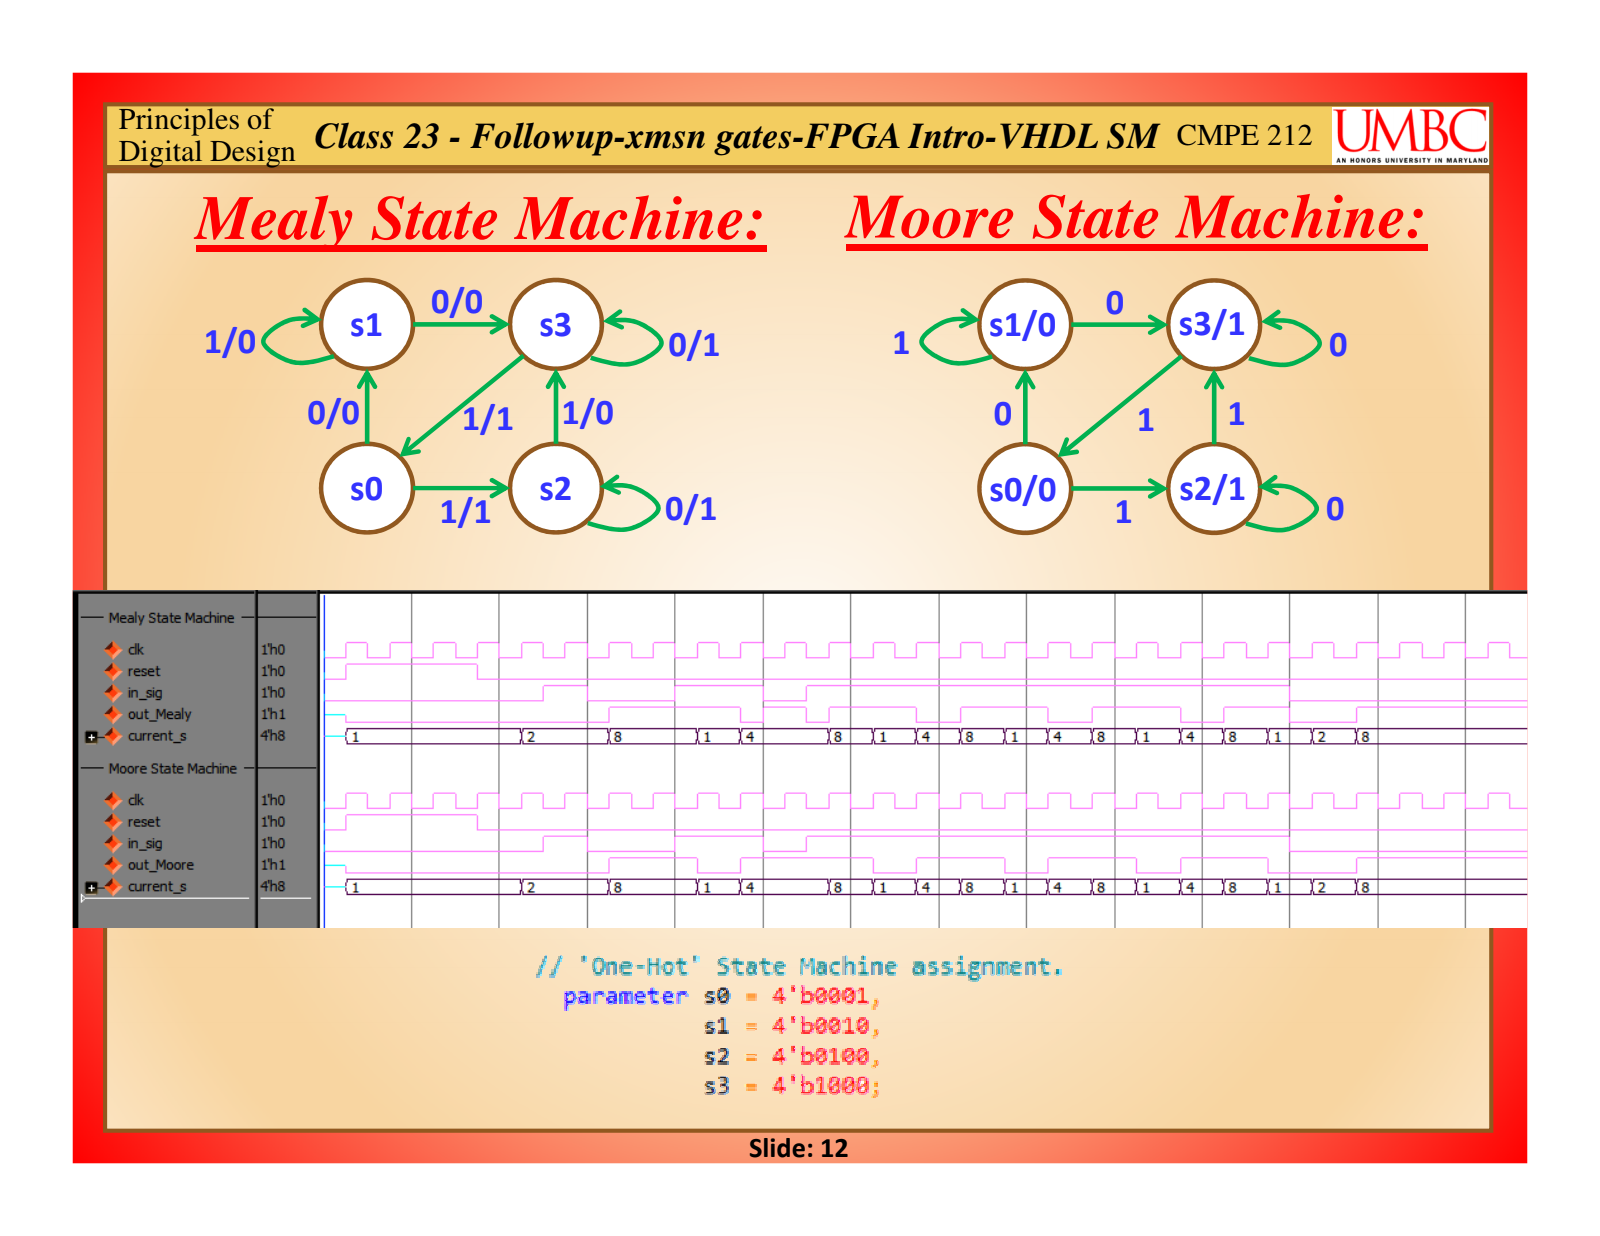 Principles of
Digital Design
Class 23 - Followup-xmsn gates-FPGA Intro-VHDL SM
CMPE 212
UMBC
AN HONORS UNIVERSITY IN MARYLAND
Mealy State Machine:
Moore State Machine:
0/0
0
s1
s3
s1/0
s3/1
1/0
0/1
1
0
0/0
1/1
1/0
0
1
1
s0
s2
s0/0
s2/1
1/1
0/1
1
0
Mealy State Machine
clk 1'h0
reset 1'h0
in_sig 1'h0
out_Mealy 1'h1
current_s 4'h8 1 2 8 1 4 8 1 4 8 1 4 8 1 4 8 1 2 8
Moore State Machine
clk 1'h0
reset 1'h0
in_sig 1'h0
out_Moore 1'h1
current_s 4'h8 1 2 8 1 4 8 1 4 8 1 4 8 1 4 8 1 2 8
// 'One-Hot' State Machine assignment.
parameter s0 = 4'b0001,
s1 = 4'b0010,
s2 = 4'b0100,
s3 = 4'b1000;
Slide: 12